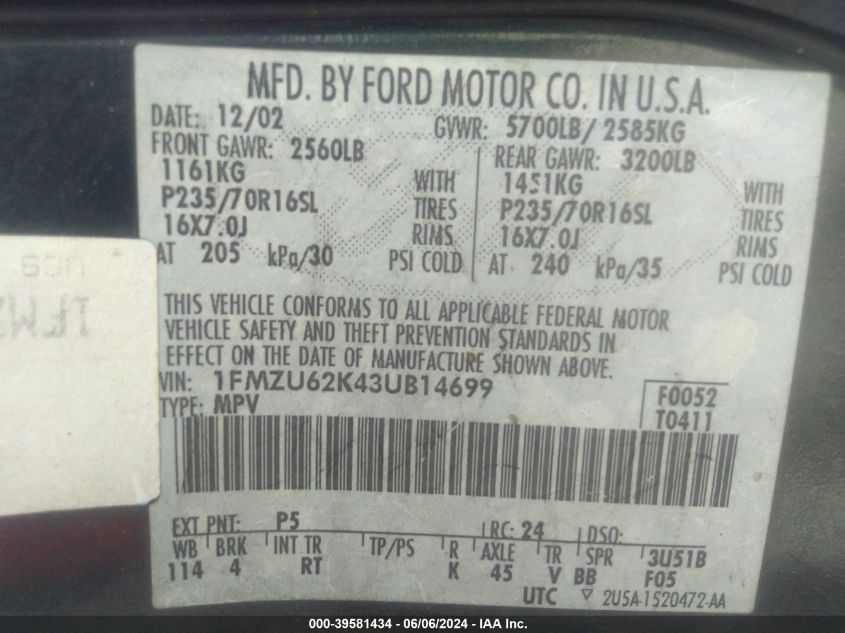 MFD. BY FORD MOTOR CO. IN U.S.A.
DATE: 12/02 GVWR: 5700LB/ 2585KG
FRONT GAWR: 2560LB REAR GAWR: 3200LB
1161KG WITH 1451KG WITH
P235/70R16SL TIRES P235/70R16SL TIRES
16X7.0J RIMS 16X7.0J RIMS
AT 205 kPa/30 PSI COLD AT 240 kPa/35 PSI COLD
THIS VEHICLE CONFORMS TO ALL APPLICABLE FEDERAL MOTOR
VEHICLE SAFETY AND THEFT PREVENTION STANDARDS IN
EFFECT ON THE DATE OF MANUFACTURE SHOWN ABOVE.
VIN: 1FMZU62K43UB14699
TYPE: MPV
F0052
T0411
EXT PNT: P5 RC: 24 DSO:
WB BRK INT TR TP/PS R AXLE TR SPR 3U51B
114 4 RT K 45 V BB F05
UTC ▽ 2U5A-1520472-AA
000-39581434 - 06/06/2024 - IAA Inc.